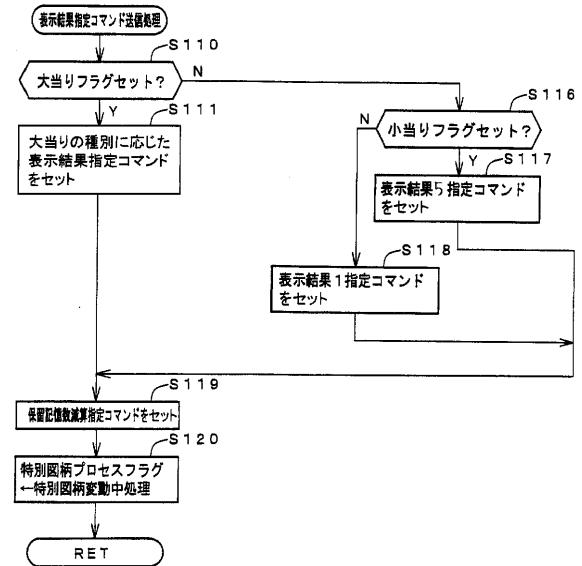 表示結果指定コマンド送信処理
S110
大当りフラグセット?
N
Y
S111
大当りの種別に応じた
表示結果指定コマンド
をセット
S116
小当りフラグセット?
N
Y
S117
表示結果5指定コマンド
をセット
S118
表示結果1指定コマンド
をセット
S119
保留記憶数減算指定コマンドをセット
S120
特別図柄プロセスフラグ
←特別図柄変動中処理
RET